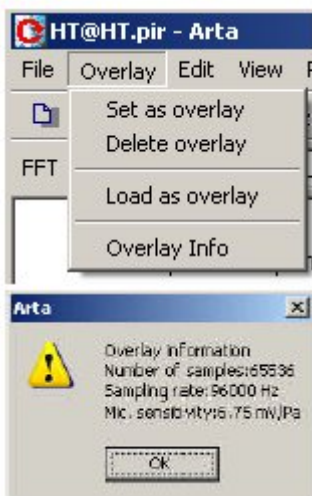 HT@HT.pir - Arta
File Overlay Edit View
Set as overlay
Delete overlay
FFT
Load as overlay
Overlay Info
Arta
Overlay information
Number of samples:65536
Sampling rate:96000 Hz
Mic. sensitivity:6.75 mV/Pa
OK